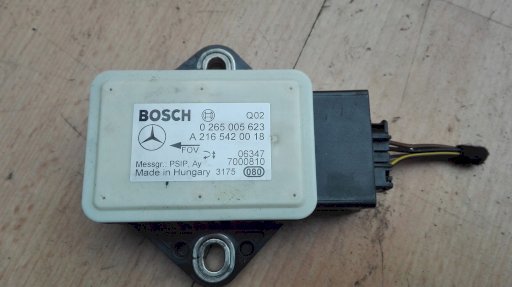 BOSCH Q02
0 265 005 623
A 216 542 00 18
FOV
06347
Messgr.. PSIP, Ay 7000810
Made in Hungary 3175 080